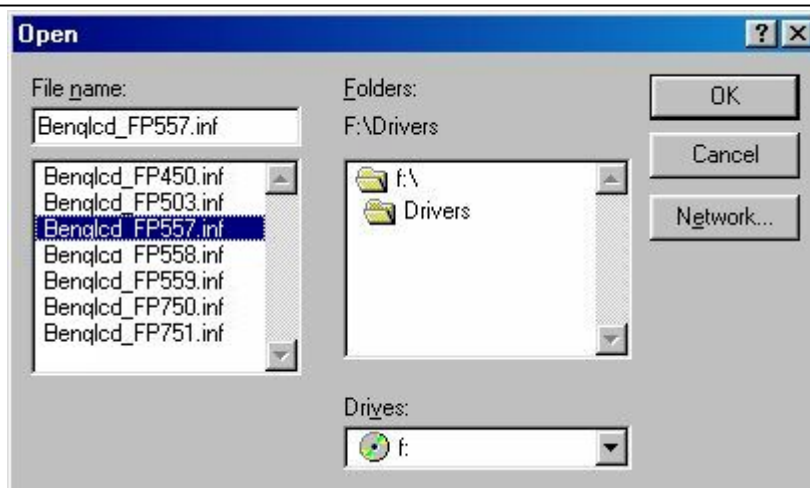 Open
File name:
Benqlcd_FP557.inf
Benqlcd_FP450.inf
Benqlcd_FP503.inf
Benqlcd_FP557.inf
Benqlcd_FP558.inf
Benqlcd_FP559.inf
Benqlcd_FP750.inf
Benqlcd_FP751.inf
Folders:
F:\Drivers
f:\
Drivers
Drives:
f:
OK
Cancel
Network...